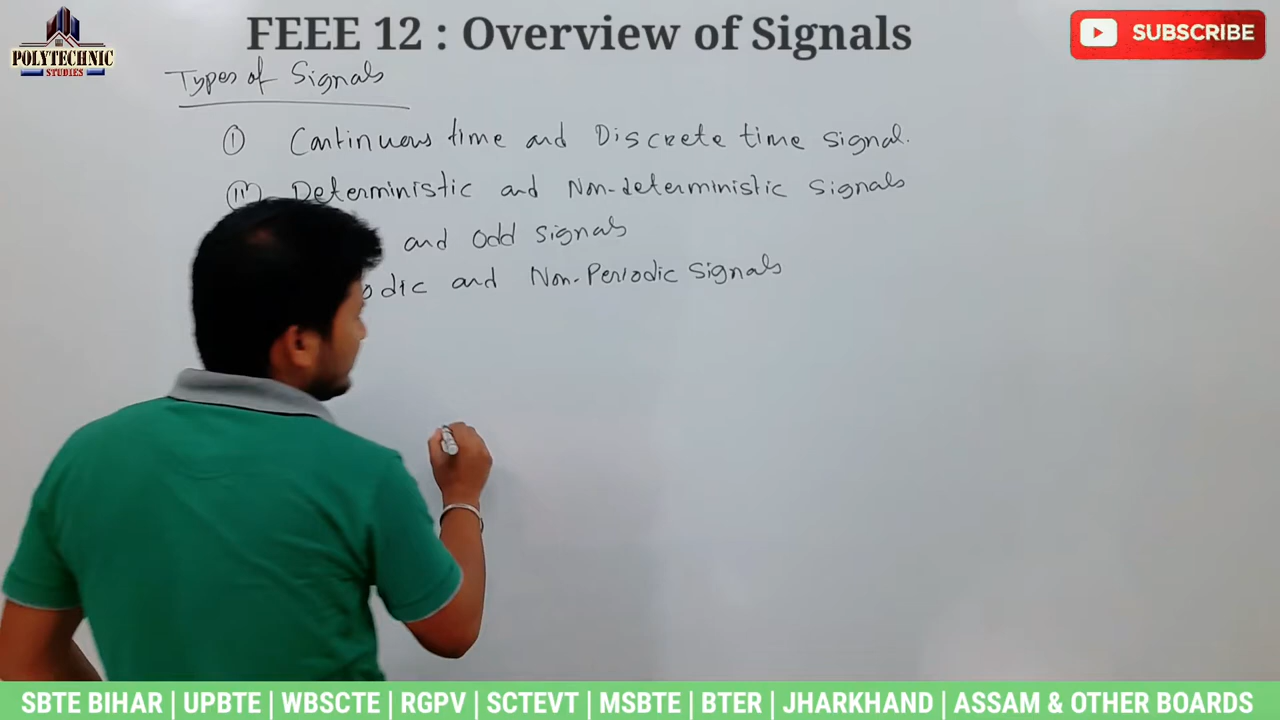 FEEE 12 : Overview of Signals
POLYTECHNIC
STUDIES
SUBSCRIBE
Types of Signals
① Continuous time and Discrete time signal.
Deterministic and Non-deterministic signals
and Odd signals
odic and Non-Periodic Signals
SBTE BIHAR | UPBTE | WBSCTE | RGPV | SCTEVT | MSBTE | BTER | JHARKHAND | ASSAM & OTHER BOARDS